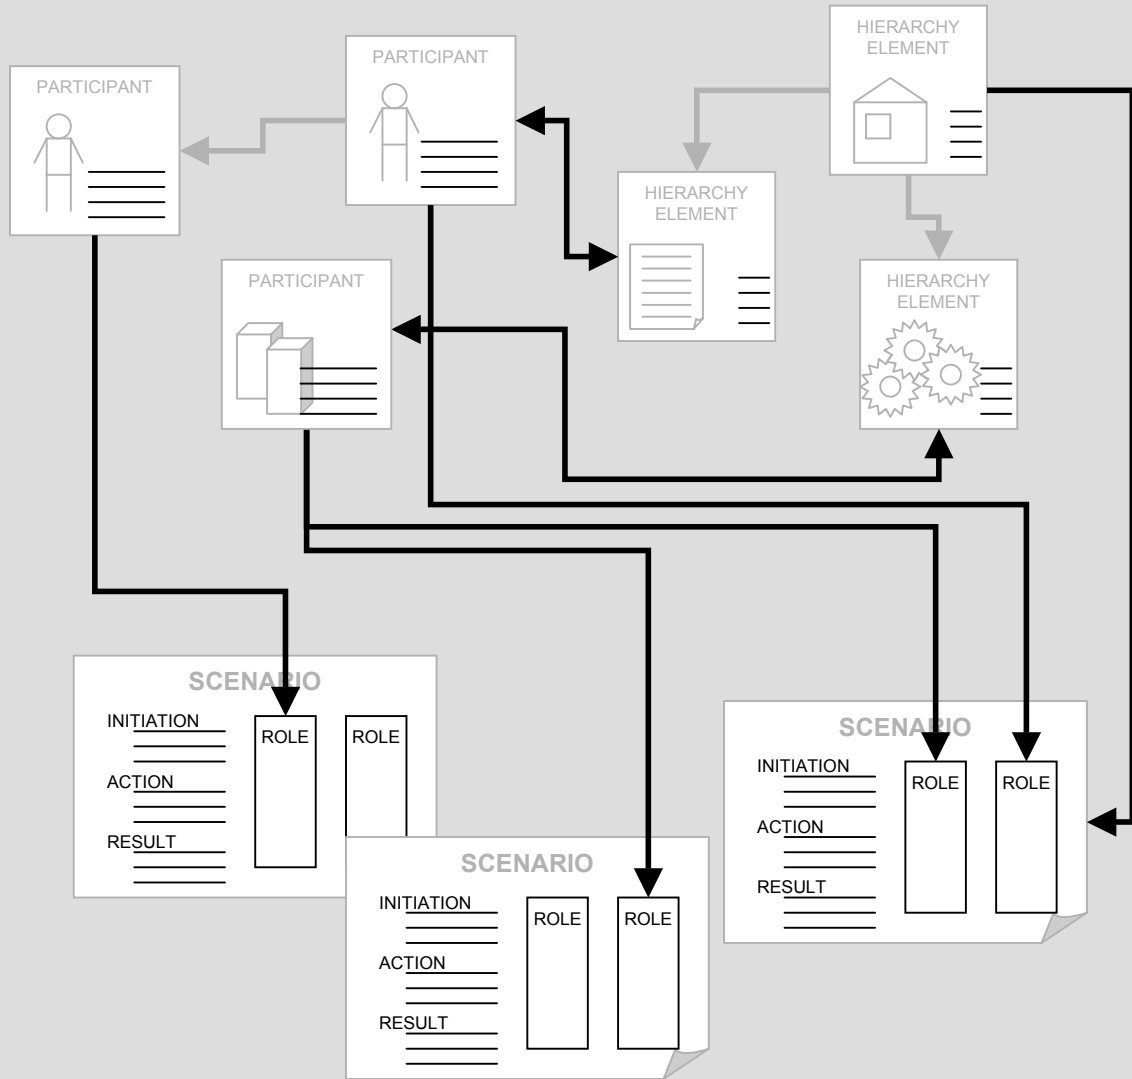 HIERARCHY
ELEMENT
PARTICIPANT
PARTICIPANT
HIERARCHY
ELEMENT
PARTICIPANT
HIERARCHY
ELEMENT
SCENARIO
INITIATION
ROLE
ROLE
ACTION
RESULT
SCENARIO
INITIATION
ROLE
ROLE
ACTION
RESULT
SCENARIO
INITIATION
ROLE
ROLE
ACTION
RESULT